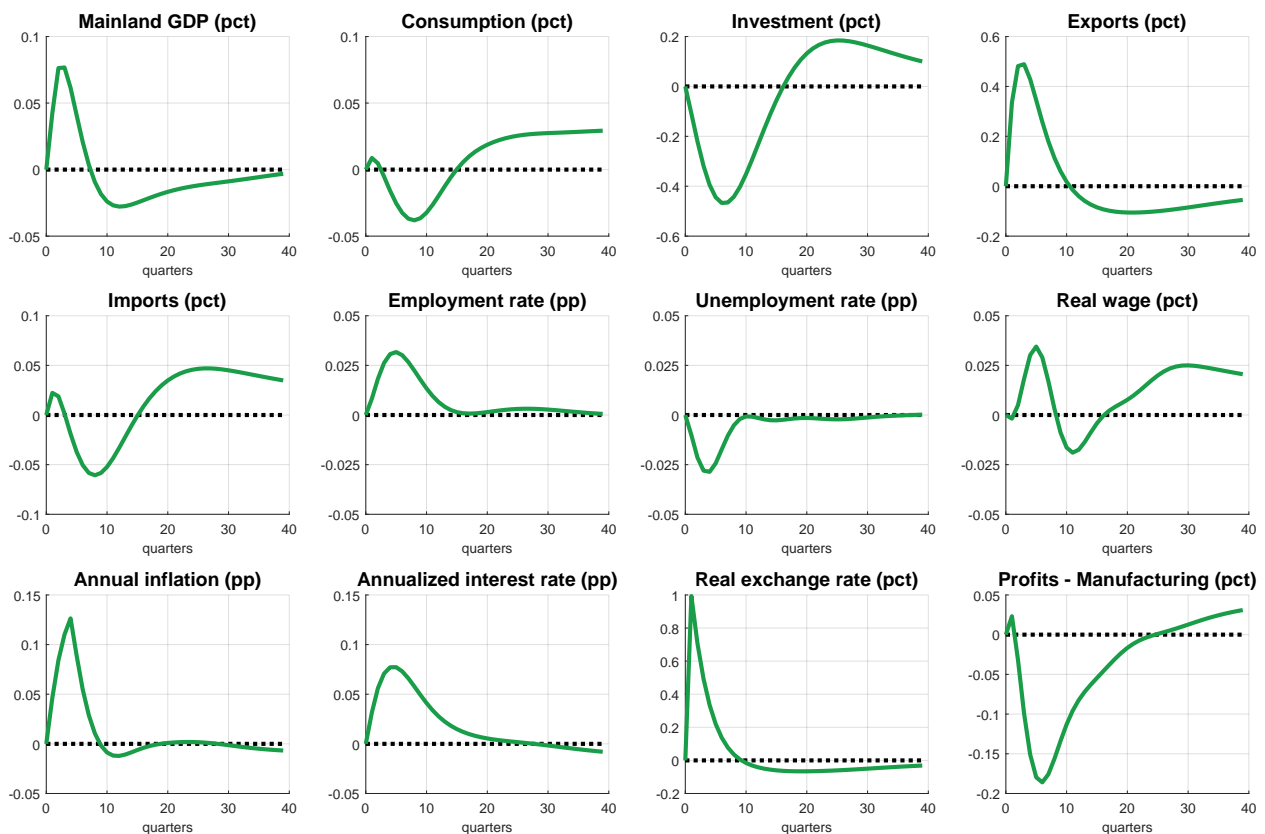 Mainland GDP (pct) Consumption (pct) Investment (pct) Exports (pct)
0.1 0.1 0.2 0.6
0.05 0.05 0 0.4
0 0 -0.2 0.2
-0.4 0
-0.05 -0.05 -0.6 -0.2
0 10 20 30 40 0 10 20 30 40 0 10 20 30 40 0 10 20 30 40
quarters quarters quarters quarters
Imports (pct) Employment rate (pp) Unemployment rate (pp) Real wage (pct)
0.1 0.05 0.05 0.05
0.05 0.025 0.025 0.025
0 0 0 0
-0.05 -0.025 -0.025 -0.025
-0.1 -0.05 -0.05 -0.05
0 10 20 30 40 0 10 20 30 40 0 10 20 30 40 0 10 20 30 40
quarters quarters quarters quarters
Annual inflation (pp) Annualized interest rate (pp) Real exchange rate (pct) Profits - Manufacturing (pct)
0.15 0.15 1 0.05
0.8 0
0.1 0.1 0.6 -0.05
0.05 0.05 0.4
0.2 -0.1
0 0 0 -0.15
-0.05 -0.05 -0.2 -0.2
0 10 20 30 40 0 10 20 30 40 0 10 20 30 40 0 10 20 30 40
quarters quarters quarters quarters